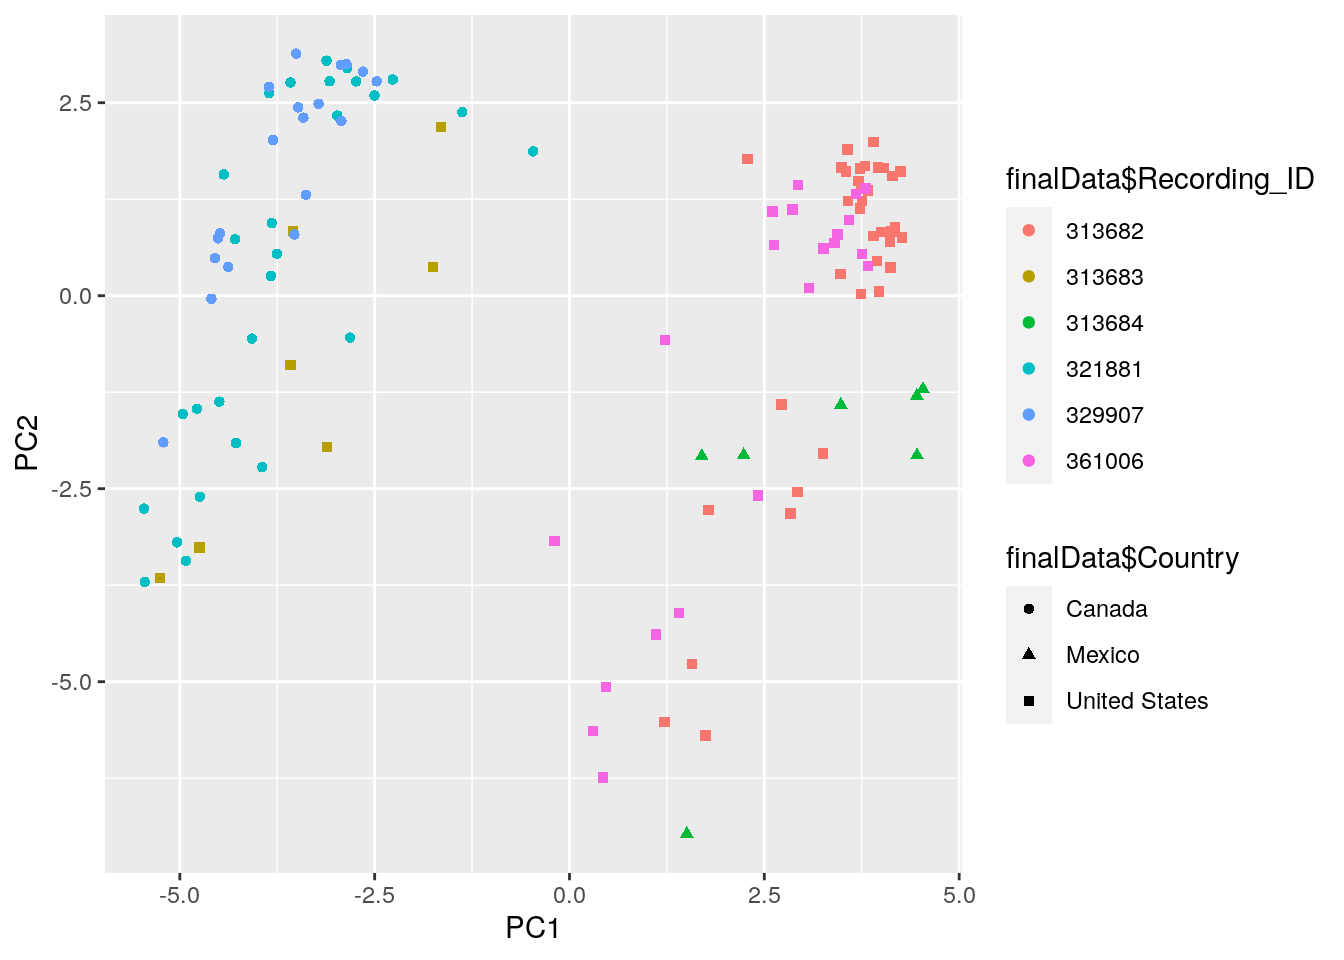 2.5
0.0
-2.5
-5.0
PC2
-5.0
-2.5
0.0
2.5
5.0
PC1
finalData$Recording_ID
313682
313683
313684
321881
329907
361006
finalData$Country
Canada
Mexico
United States